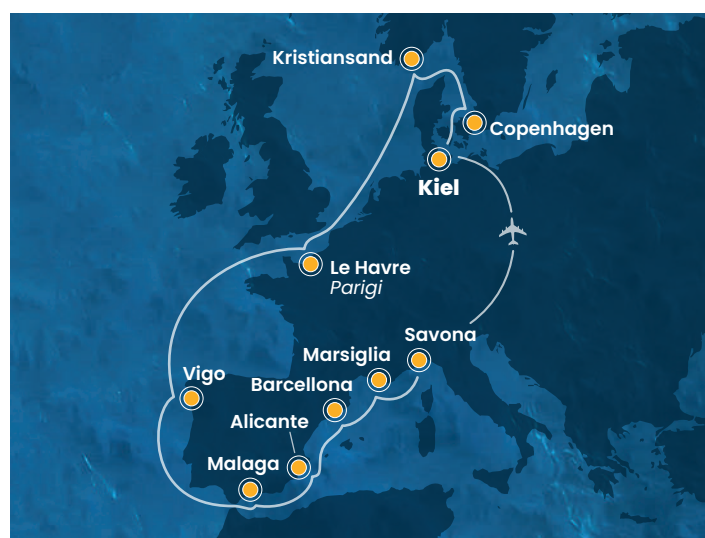 Kristiansand
Copenhagen
Kiel
Le Havre
Parigi
Savona
Marsiglia
Vigo
Barcellona
Alicante
Malaga